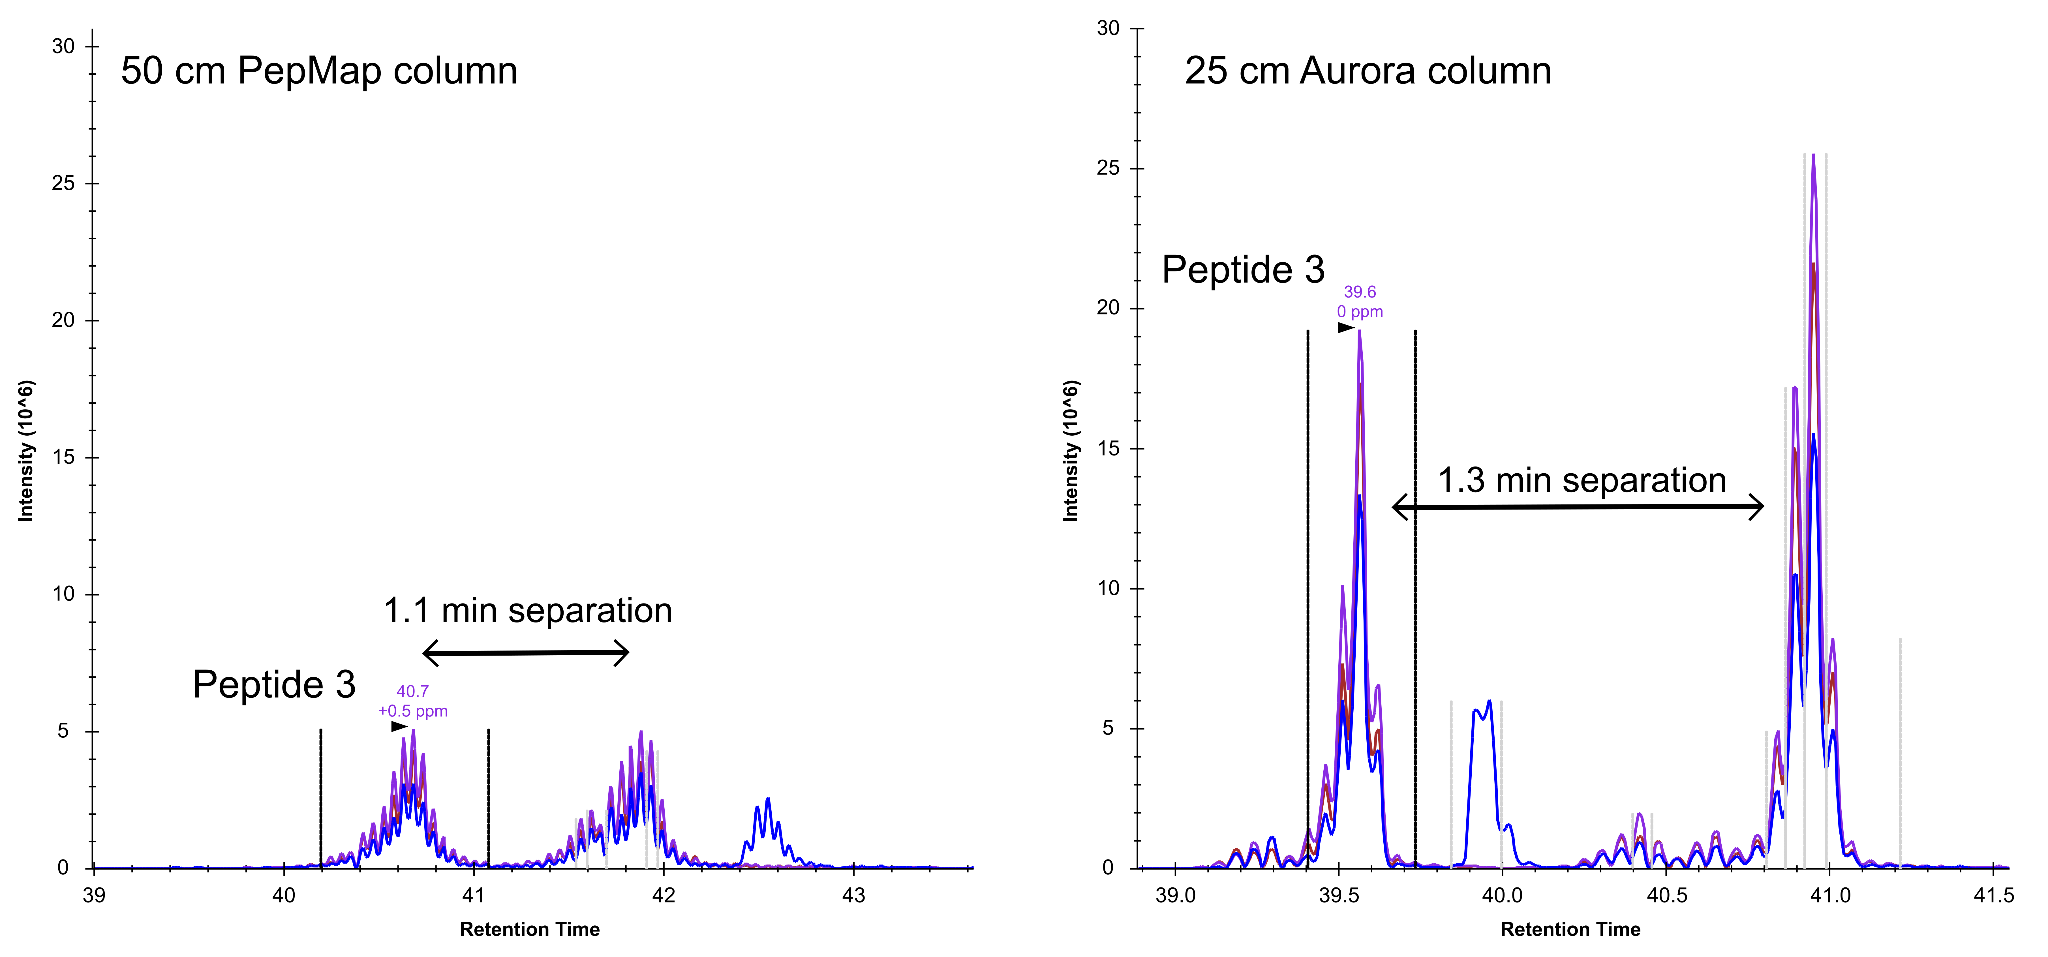 50 cm PepMap column
30
25
20
15
10
5
0
Intensity (10^6)
1.1 min separation
Peptide 3
40.7
+0.5 ppm
39
40
41
42
43
Retention Time
25 cm Aurora column
30
25
20
15
10
5
0
Intensity (10^6)
Peptide 3
39.6
0 ppm
1.3 min separation
39.0
39.5
40.0
40.5
41.0
41.5
Retention Time